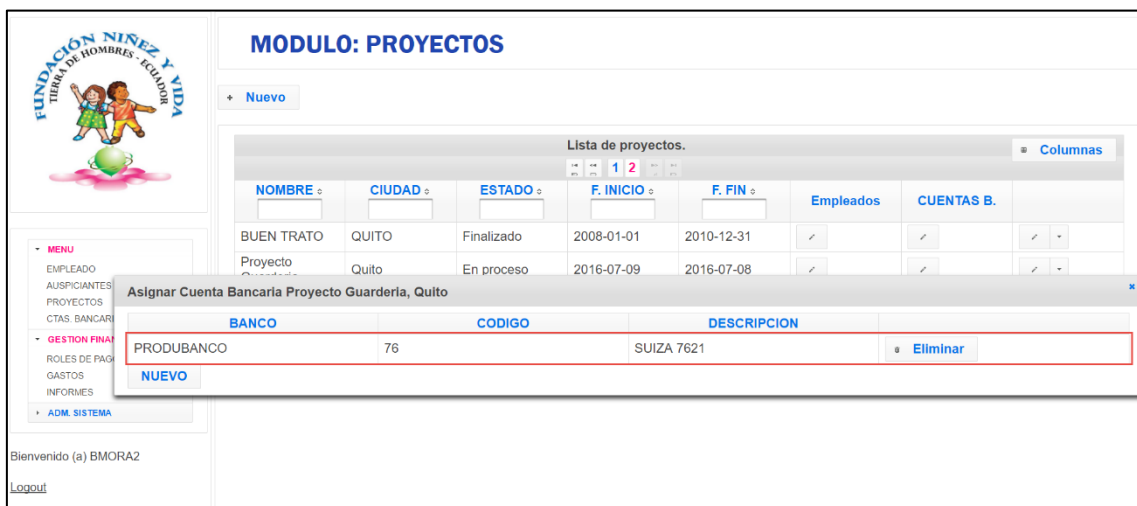 FUNDACIÓN NIÑEZ Y VIDA
TIERRA DE HOMBRES - ECUADOR
MODULO: PROYECTOS
+ Nuevo
Lista de proyectos.
Columnas
1 2
NOMBRE CIUDAD ESTADO F. INICIO F. FIN Empleados CUENTAS B.
BUEN TRATO QUITO Finalizado 2008-01-01 2010-12-31
Proyecto
Quito En proceso 2016-07-09 2016-07-08
MENU
EMPLEADO
AUSPICIANTES
PROYECTOS
CTAS. BANCARI
GESTION FINAN
ROLES DE PAG
GASTOS
INFORMES
ADM. SISTEMA
Asignar Cuenta Bancaria Proyecto Guarderia, Quito
BANCO CODIGO DESCRIPCION
PRODUBANCO 76 SUIZA 7621 Eliminar
NUEVO
Bienvenido (a) BMORA2
Logout